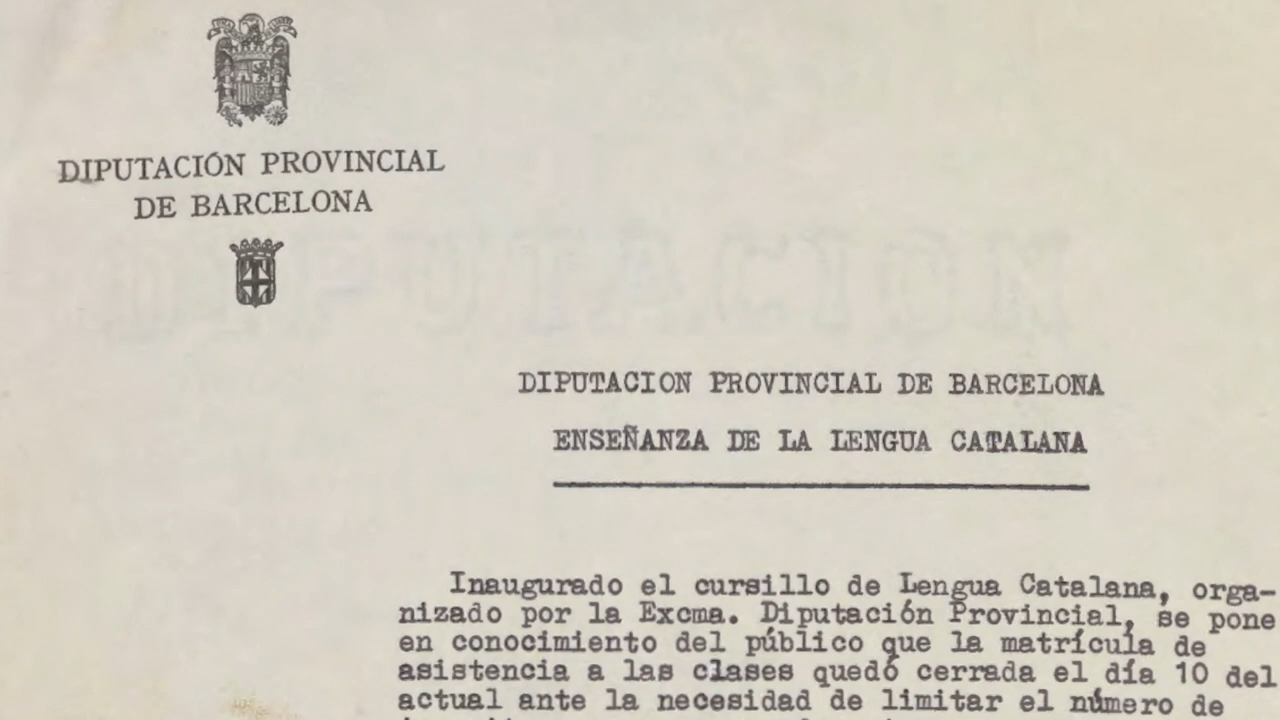 DIPUTACIÓN PROVINCIAL
DE BARCELONA
DIPUTACION
DIPUTACION PROVINCIAL DE BARCELONA
ENSEÑANZA DE LA LENGUA CATALANA
Inaugurado el cursillo de Lengua Catalana, orga-
nizado por la Excma. Diputación Provincial, se pone
en conocimiento del público que la matrícula de
asistencia a las clases quedó cerrada el día 10 del
actual ante la necesidad de limitar el número de